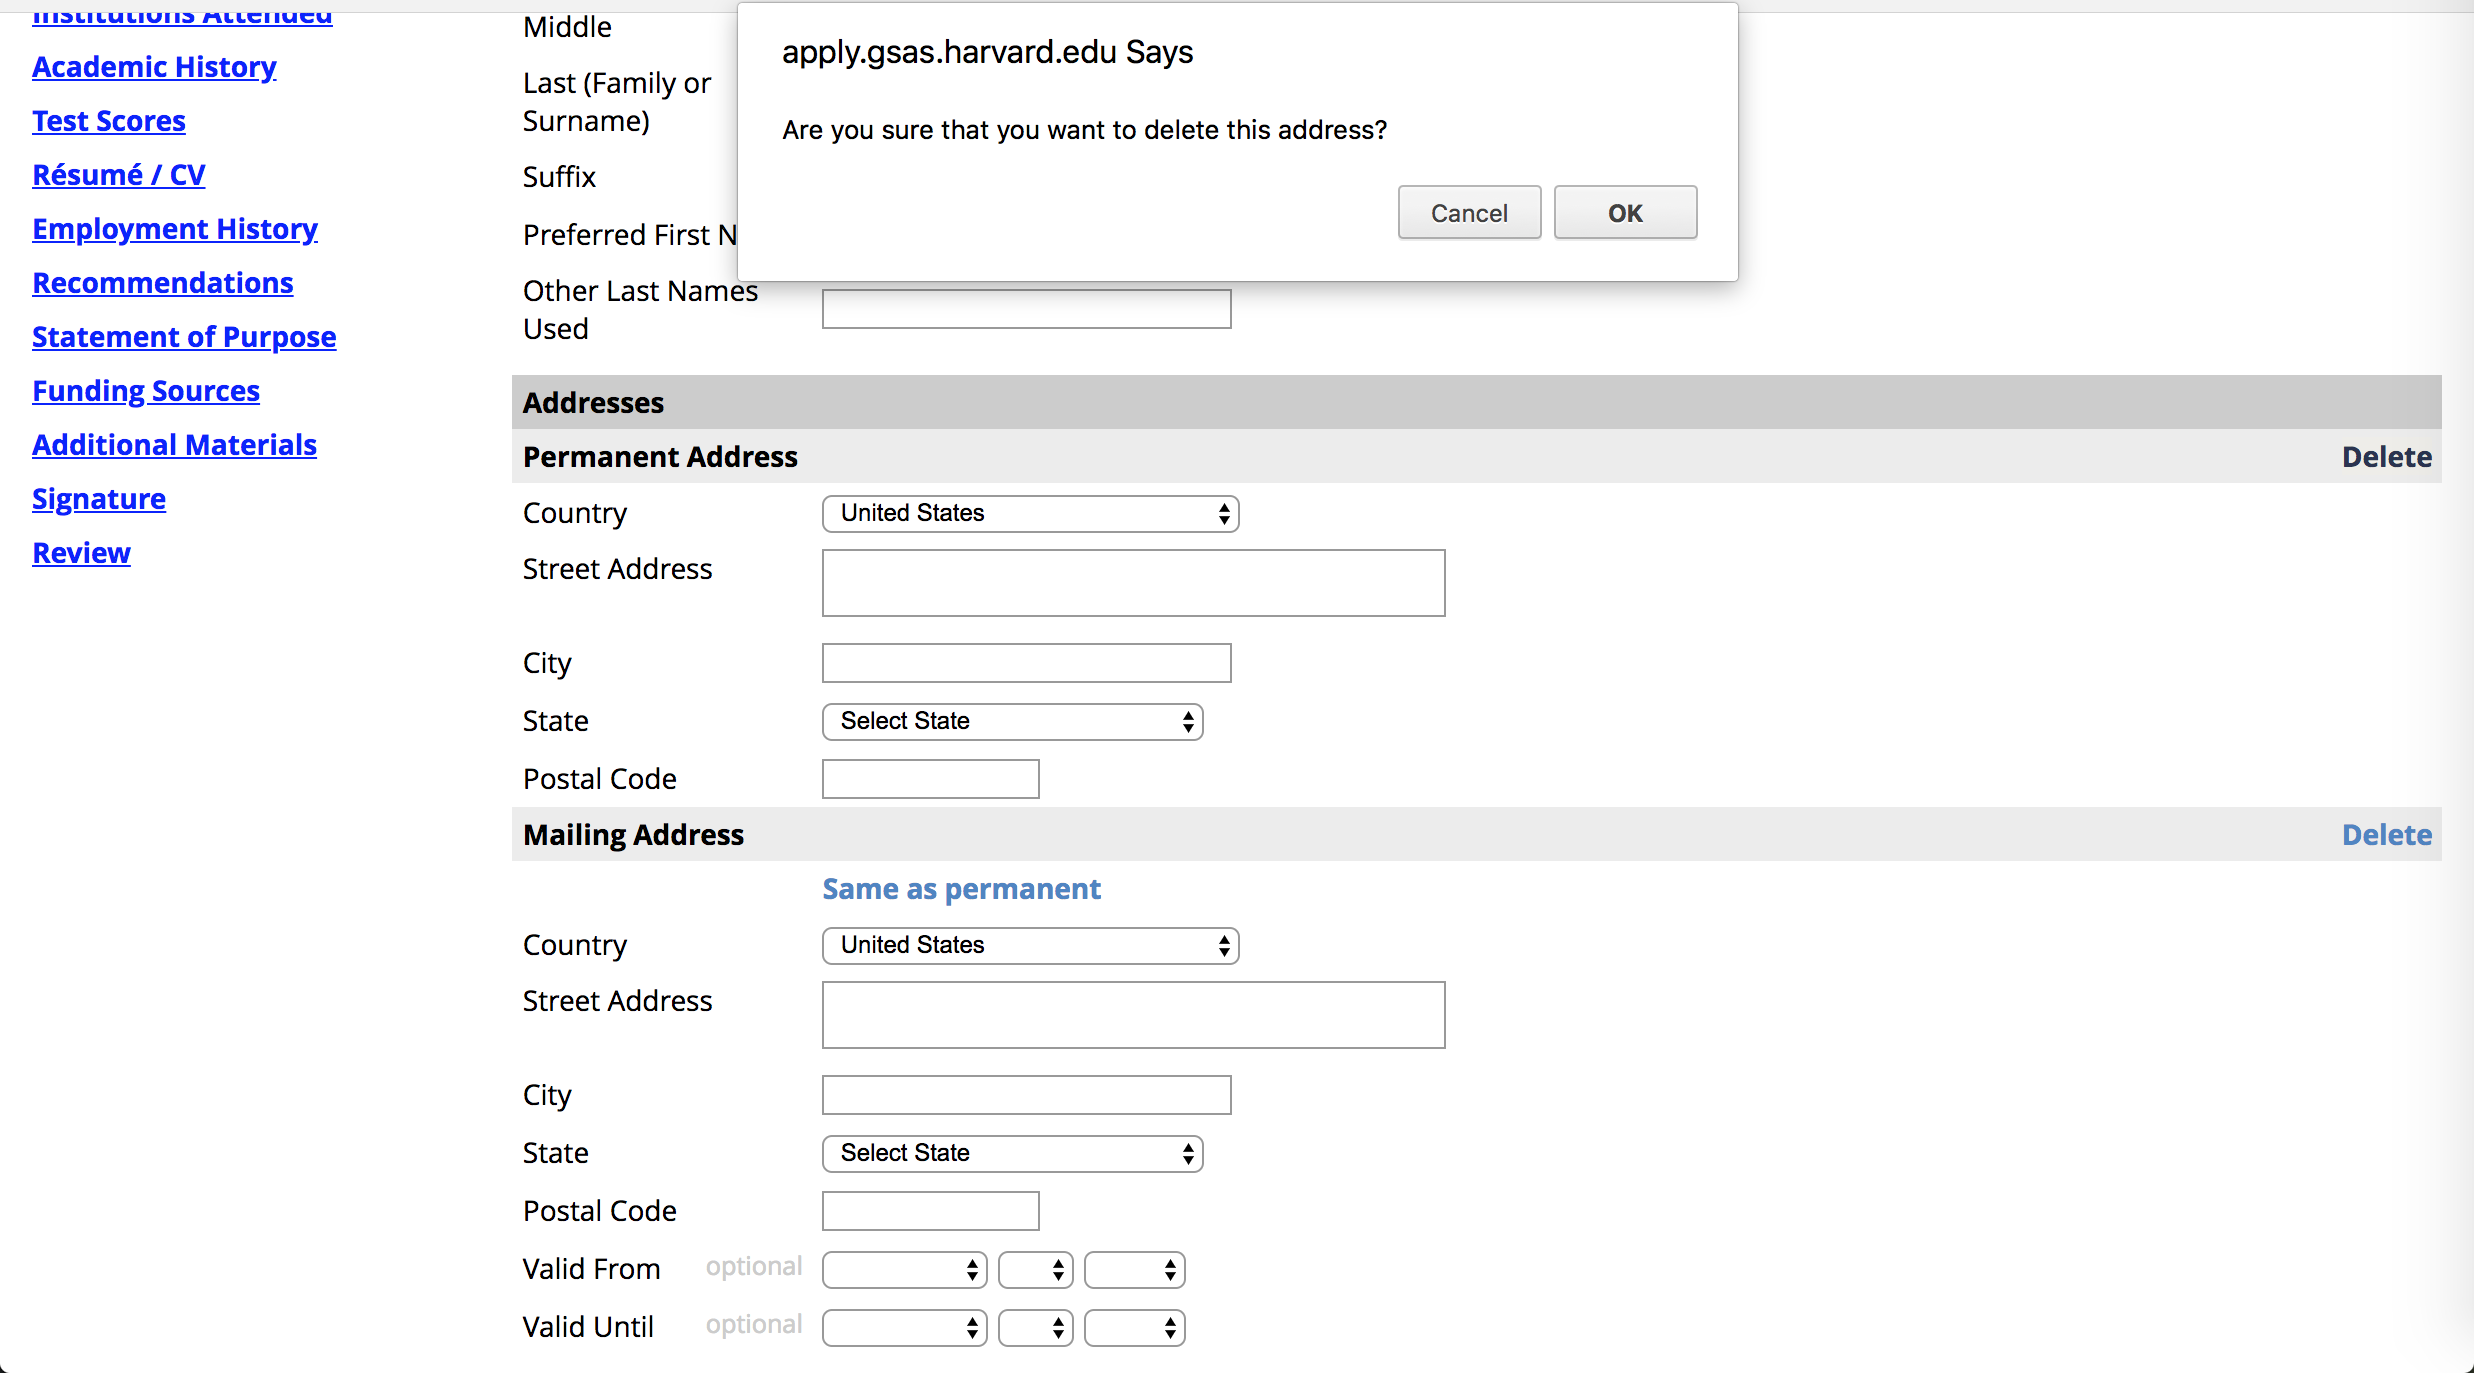 apply.gsas.harvard.edu Says
Are you sure that you want to delete this address?
Cancel
OK
Institutions Attended
Academic History
Test Scores
Résumé / CV
Employment History
Recommendations
Statement of Purpose
Funding Sources
Additional Materials
Signature
Review
Middle
Last (Family or
Surname)
Suffix
Preferred First N
Other Last Names
Used
Addresses
Permanent Address
Delete
Country
United States
Street Address
City
State
Select State
Postal Code
Mailing Address
Delete
Same as permanent
Country
United States
Street Address
City
State
Select State
Postal Code
Valid From
optional
Valid Until
optional